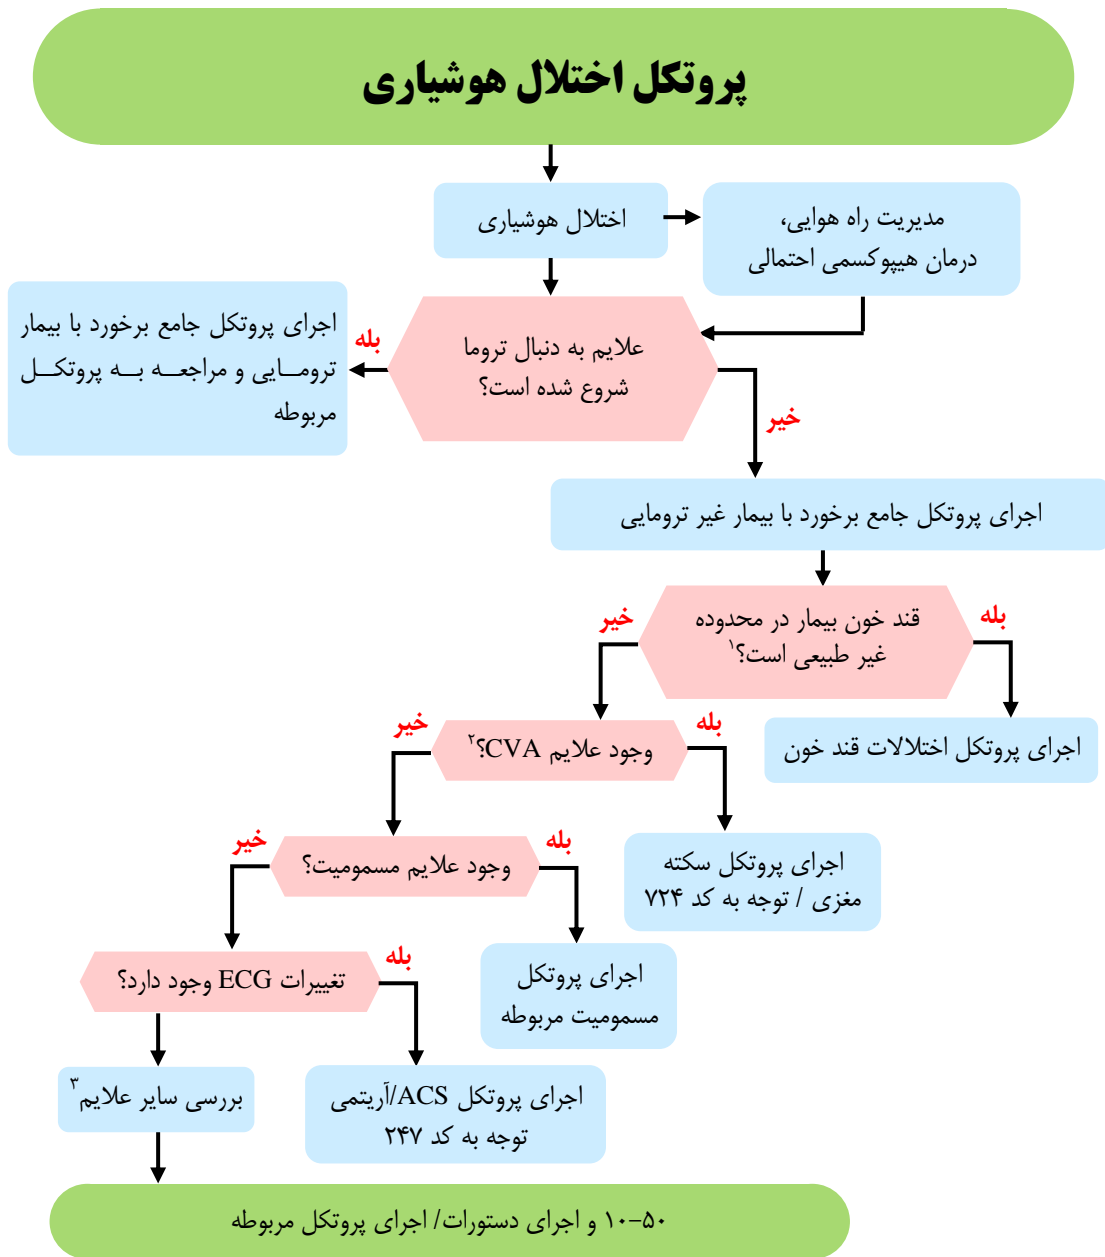 پروتکل اختلال هوشیاری
اختلال هوشیاری
مدیریت راه هوایی،
درمان هیپوکسمی احتمالی
علایم به دنبال تروما
شروع شده است؟
بله
اجرای پروتکل جامع برخورد با بیمار
ترومــایی و مراجعــه بــه پروتکــل
مربوطه
خیر
اجرای پروتکل جامع برخورد با بیمار غیر ترومایی
قند خون بیمار در محدوده
غیر طبیعی است؟۱
بله
اجرای پروتکل اختلالات قند خون
خیر
وجود علایم CVA؟۲
بله
اجرای پروتکل سکته
مغزی / توجه به کد ۷۲۴
خیر
وجود علایم مسمومیت؟
بله
اجرای پروتکل
مسمومیت مربوطه
خیر
تغییرات ECG وجود دارد؟
بله
اجرای پروتکل ACS/آریتمی
توجه به کد ۲۴۷
بررسی سایر علایم۳
۱۰-۵۰ و اجرای دستورات/ اجرای پروتکل مربوطه